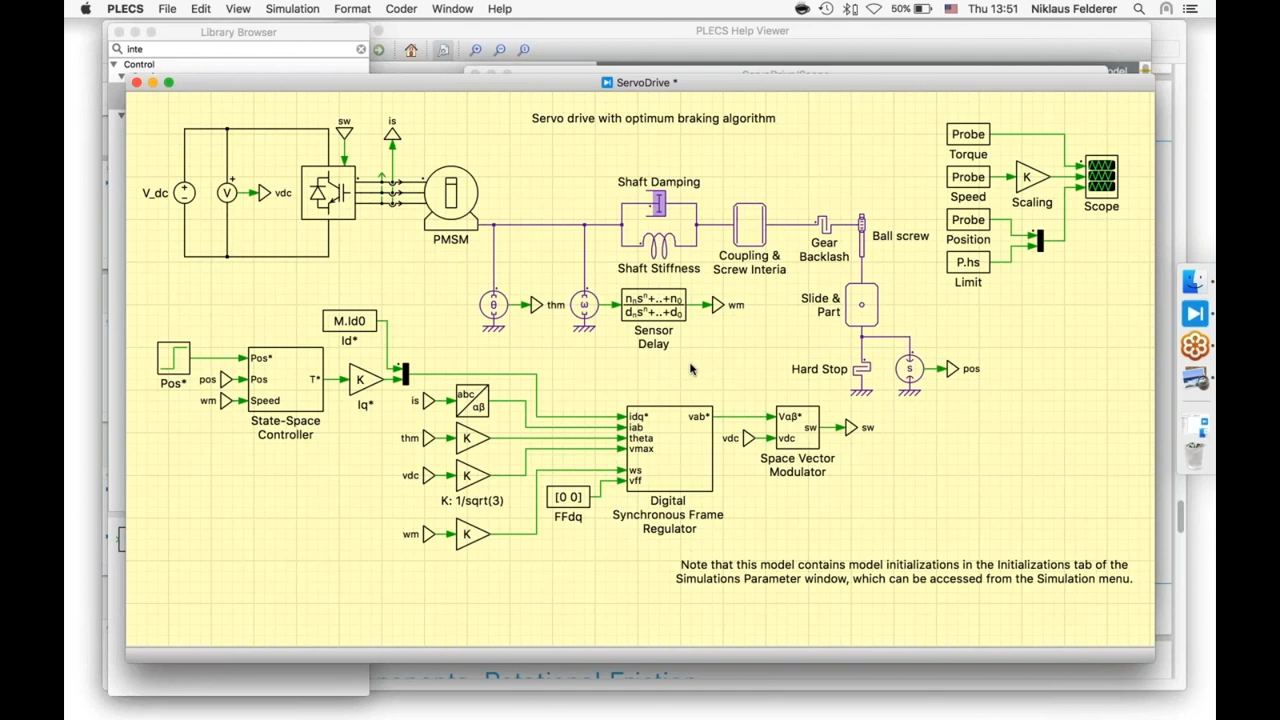 PLECS File Edit View Simulation Format Coder Window Help 50% Thu 13:51 Niklaus Felderer
Library Browser
PLECS Help Viewer
inte
Control
ServoDrive *
Servo drive with optimum braking algorithm
sw
is
V_dc
V
vdc
PMSM
Shaft Damping
Shaft Stiffness
Coupling &
Screw Interia
Gear
Backlash
Ball screw
Probe
Torque
Probe
Speed
K
Scaling
Scope
Probe
Position
P.hs
Limit
θ
thm
ω
nₙsⁿ+..+n₀
dₙsⁿ+..+d₀
wm
Sensor
Delay
Slide &
Part
Hard Stop
s
pos
M.Id0
Id*
Pos*
pos
wm
Pos*
Pos
Speed
T*
State-Space
Controller
K
Iq*
is
abc
αβ
thm
K
vdc
K
K: 1/sqrt(3)
wm
K
[0 0]
FFdq
idq*
iab
theta
vmax
ws
vff
vab*
Digital
Synchronous Frame
Regulator
vdc
Vαβ*
sw
vdc
sw
Space Vector
Modulator
Note that this model contains model initializations in the Initializations tab of the
Simulations Parameter window, which can be accessed from the Simulation menu.